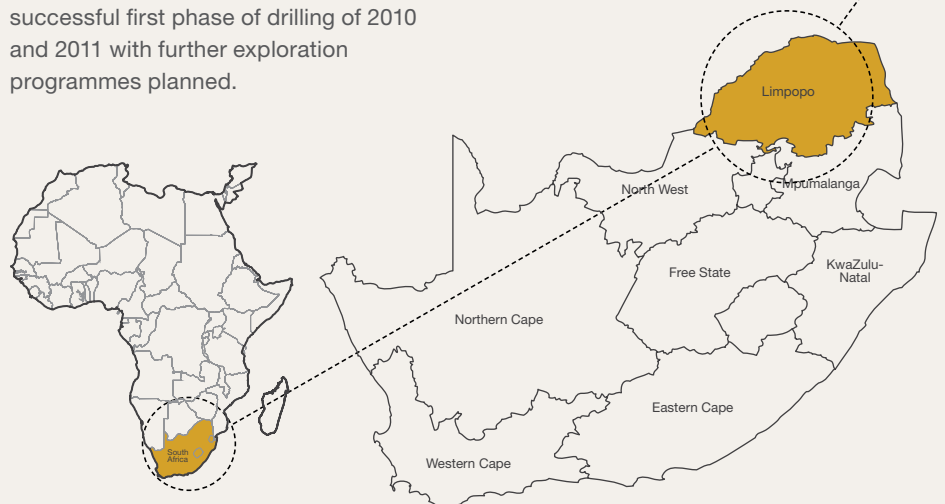 successful first phase of drilling of 2010
and 2011 with further exploration
programmes planned.
Limpopo
North West
Mpumalanga
Free State
KwaZulu-
Natal
Northern Cape
Eastern Cape
Western Cape
South
Africa